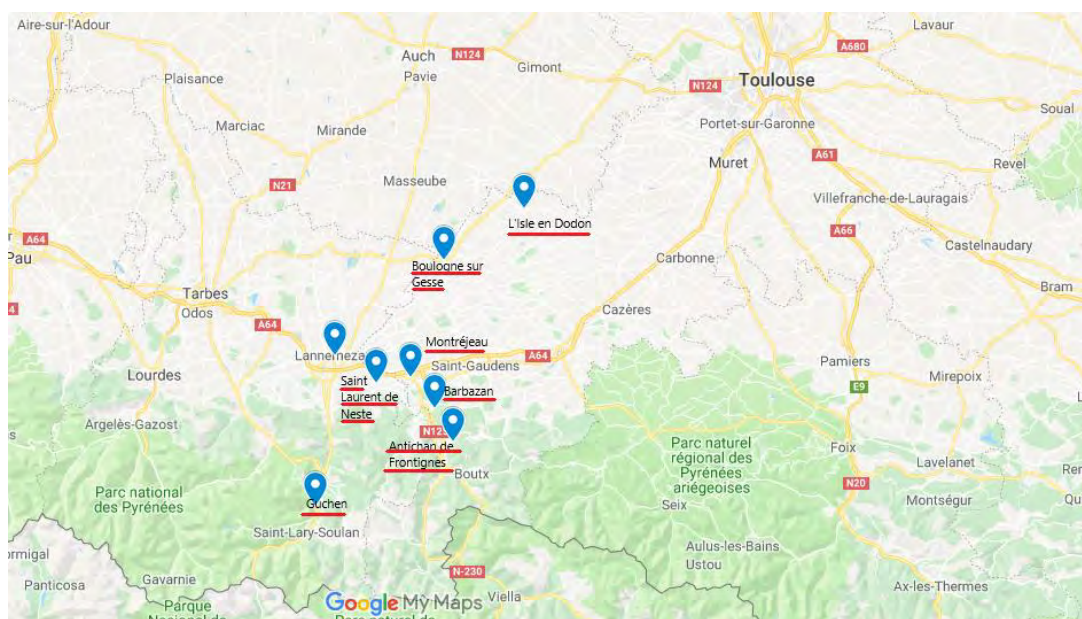 Aire-sur-l'Adour
Lavaur
Auch
N124
A680
Pavie
Gimont
Plaisance
Toulouse
N124
Soual
Marciac
Mirande
Portet-sur-Garonne
A61
Muret
Revel
Masseube
N21
Villefranche-de-Lauragais
L'Isle en Dodon
A66
A64
Castelnaudary
Pau
Boulogne sur
Gesse
Carbonne
Bram
Tarbes
Odos
Cazères
A64
Montréjeau
Lannemezan
Saint-Gaudens
A64
Pamiers
Lourdes
Saint
Laurent de
Neste
Barbazan
E9
Mirepoix
Argelès-Gazost
N125
Antichan de
Frontignes
Parc naturel
régional des
Pyrénées
ariégeoises
Foix
Lavelanet
Boutx
N20
Parc national
des Pyrénées
Guchen
Seix
Montségur
Saint-Lary-Soulan
Aulus-les-Bains
Ustou
Panticosa
Gavarnie
N-230
Ax-les-Thermes
Viella
Google My Maps
Parque